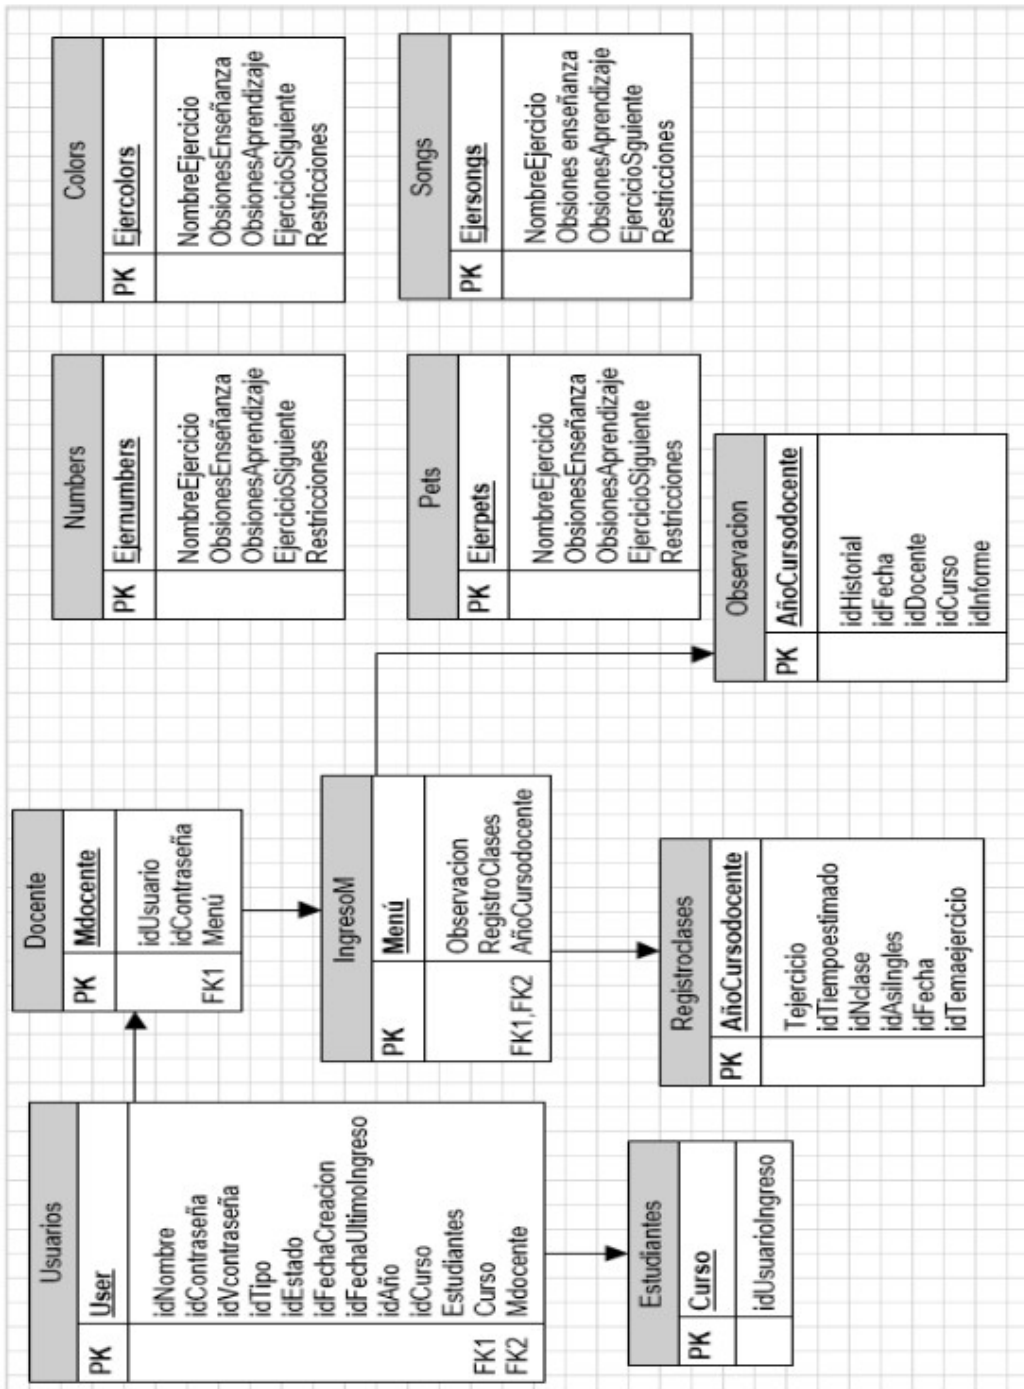 Usuarios
PK User
idNombre
idContraseña
idVcontraseña
idTipo
idEstado
idFechaCreacion
idFechaUltimoIngreso
idAño
idCurso
Estudiantes
FK1 Curso
FK2 Mdocente
Docente
PK Mdocente
idUsuario
idContraseña
FK1 Menú
Numbers
PK Ejernumbers
NombreEjercicio
ObsionesEnseñanza
ObsionesAprendizaje
EjercicioSiguiente
Restricciones
Colors
PK Ejercolors
NombreEjercicio
ObsionesEnseñanza
ObsionesAprendizaje
EjercicioSiguiente
Restricciones
IngresoM
PK Menú
Observacion
RegistroClases
FK1,FK2 AñoCursodocente
Pets
PK Ejerpets
NombreEjercicio
ObsionesEnseñanza
ObsionesAprendizaje
EjercicioSiguiente
Restricciones
Songs
PK Ejersongs
NombreEjercicio
Obsiones enseñanza
ObsionesAprendizaje
EjercicioSguiente
Restricciones
Estudiantes
PK Curso
idUsuarioIngreso
Registroclases
PK AñoCursodocente
Tejercicio
idTiempoestimado
idNclase
idAsiIngles
idFecha
idTemaejercicio
Observacion
PK AñoCursodocente
idHistorial
idFecha
idDocente
idCurso
idInforme